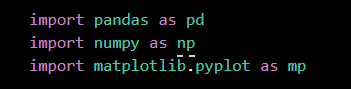 import pandas as pd
import numpy as np
import matplotlib.pyplot as mp